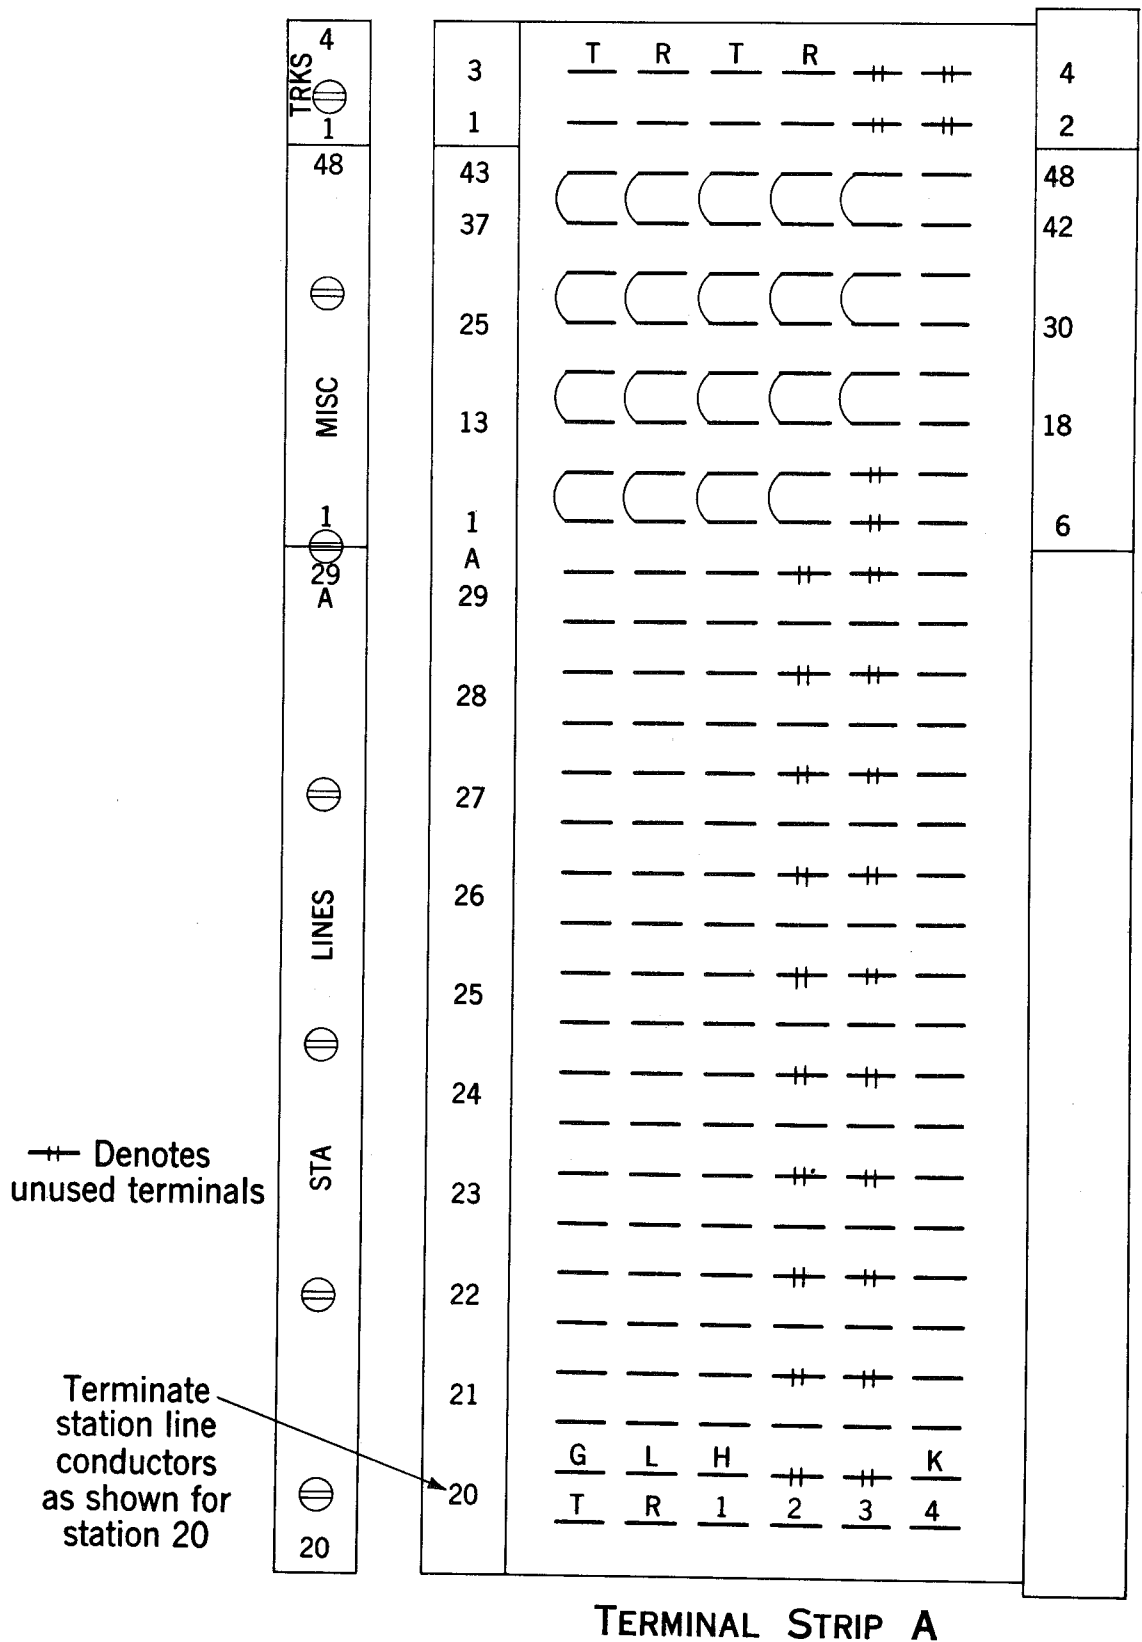 4
TRKS
1
48
MISC
1
29
A
LINES
STA
20
T R T R
3 4
1 2
43 48
37 42
25 30
13 18
1 6
A
29
28
27
26
25
24
23
22
21
G L H K
20
T R 1 2 3 4
Denotes
unused terminals
Terminate
station line
conductors
as shown for
station 20
TERMINAL STRIP A